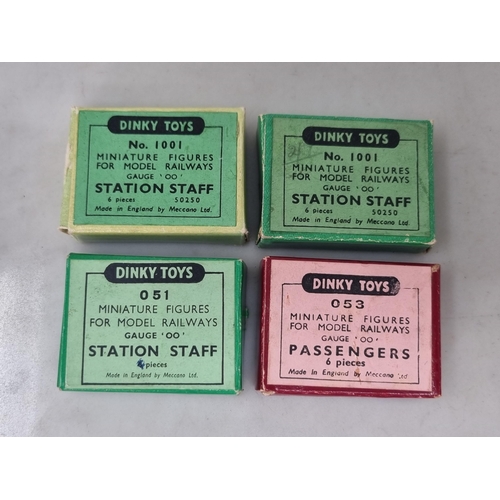 DINKY TOYS
No. 1001
MINIATURE FIGURES
FOR MODEL RAILWAYS
GAUGE 'OO'
STATION STAFF
6 pieces 50250
Made in England by Meccano Ltd.
DINKY TOYS
No. 1001
MINIATURE FIGURES
FOR MODEL RAILWAYS
GAUGE 'OO'
STATION STAFF
6 pieces 50250
Made in England by Meccano Ltd.
DINKY TOYS
051
MINIATURE FIGURES
FOR MODEL RAILWAYS
GAUGE 'OO'
STATION STAFF
pieces
Made in England by Meccano Ltd.
DINKY TOYS
053
MINIATURE FIGURES
FOR MODEL RAILWAYS
GAUGE 'OO'
PASSENGERS
6 pieces
Made in England by Meccano Ltd.